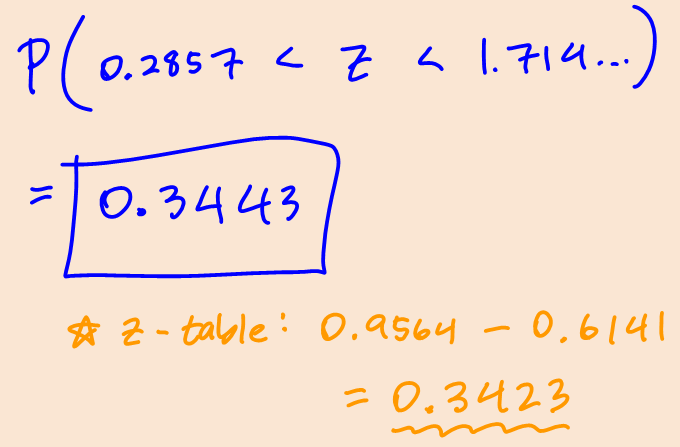 P(0.2857 < Z < 1.714...)
= 0.3443
☆ z-table: 0.9564 - 0.6141
= 0.3423